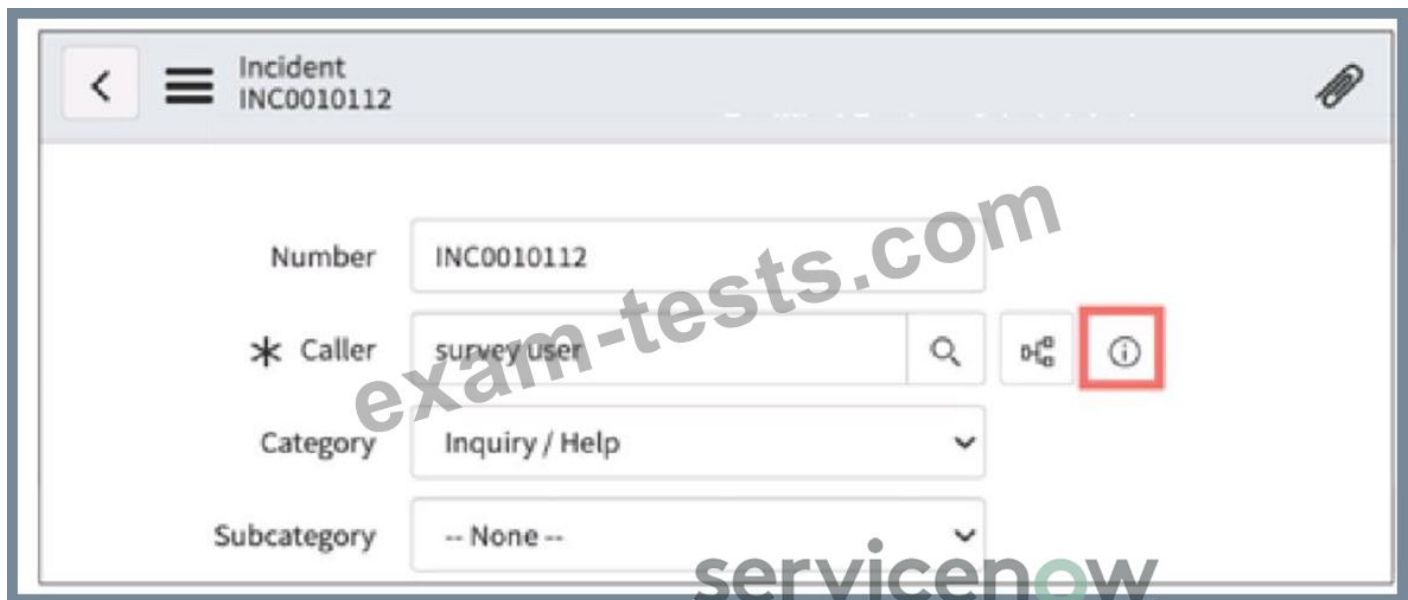 Incident
INC0010112
Number INC0010112
* Caller survey user
Category Inquiry / Help
Subcategory -- None --
exam-tests.com
servicenow